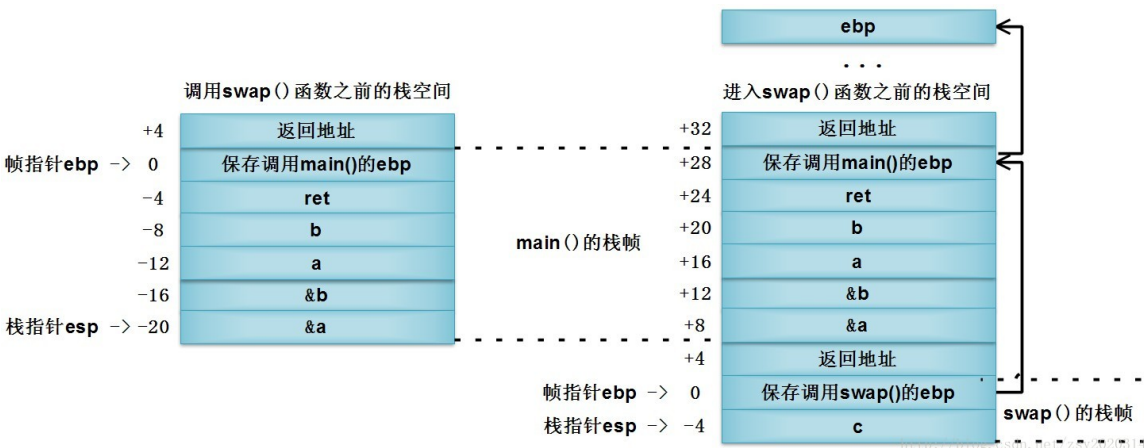 ebp
...
调用swap()函数之前的栈空间
+4 返回地址
帧指针ebp -> 0 保存调用main()的ebp
-4 ret
-8 b
-12 a
-16 &b
栈指针esp -> -20 &a
main()的栈帧
进入swap()函数之前的栈空间
+32 返回地址
+28 保存调用main()的ebp
+24 ret
+20 b
+16 a
+12 &b
+8 &a
+4 返回地址
帧指针ebp -> 0 保存调用swap()的ebp
栈指针esp -> -4 c
swap()的栈帧